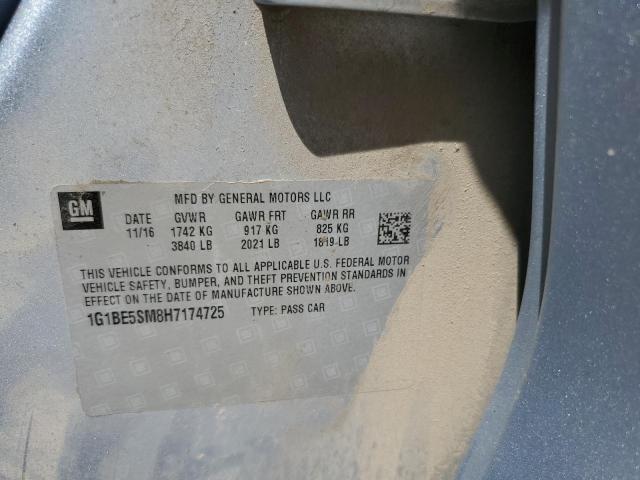 GM
MFD BY GENERAL MOTORS LLC
DATE GVWR GAWR FRT GAWR RR
11/16 1742 KG 917 KG 825 KG
3840 LB 2021 LB 1819 LB
THIS VEHICLE CONFORMS TO ALL APPLICABLE U.S. FEDERAL MOTOR
VEHICLE SAFETY, BUMPER, AND THEFT PREVENTION STANDARDS IN
EFFECT ON THE DATE OF MANUFACTURE SHOWN ABOVE.
1G1BE5SM8H7174725 TYPE: PASS CAR